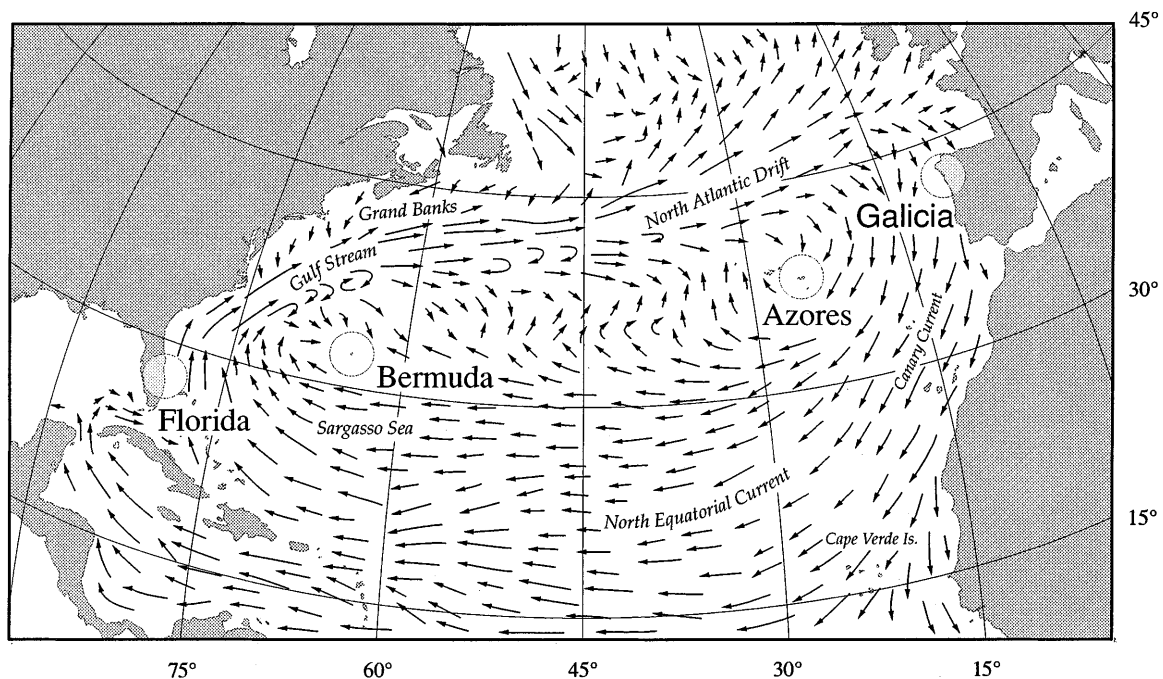 45°
North Atlantic Drift
Grand Banks
Galicia
Gulf Stream
30°
Azores
Canary Current
Bermuda
Florida
Sargasso Sea
North Equatorial Current
15°
Cape Verde Is.
75°
60°
45°
30°
15°